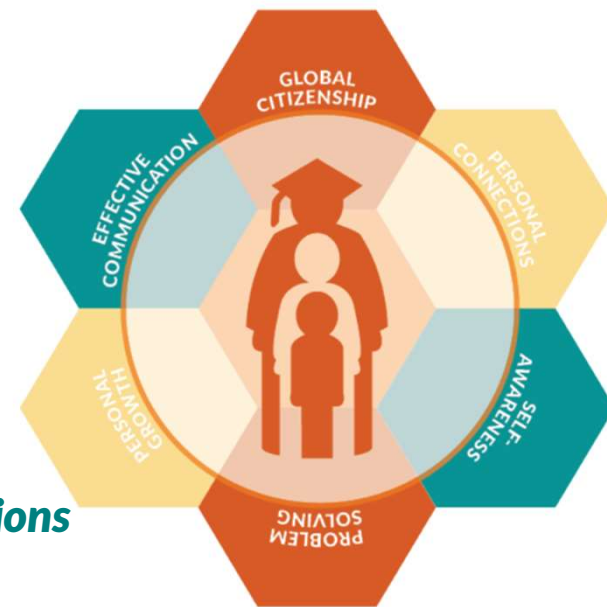 GLOBAL
CITIZENSHIP
PERSONAL
CONNECTIONS
SELF-
AWARENESS
PROBLEM
SOLVING
PERSONAL
GROWTH
EFFECTIVE
COMMUNICATION
ions